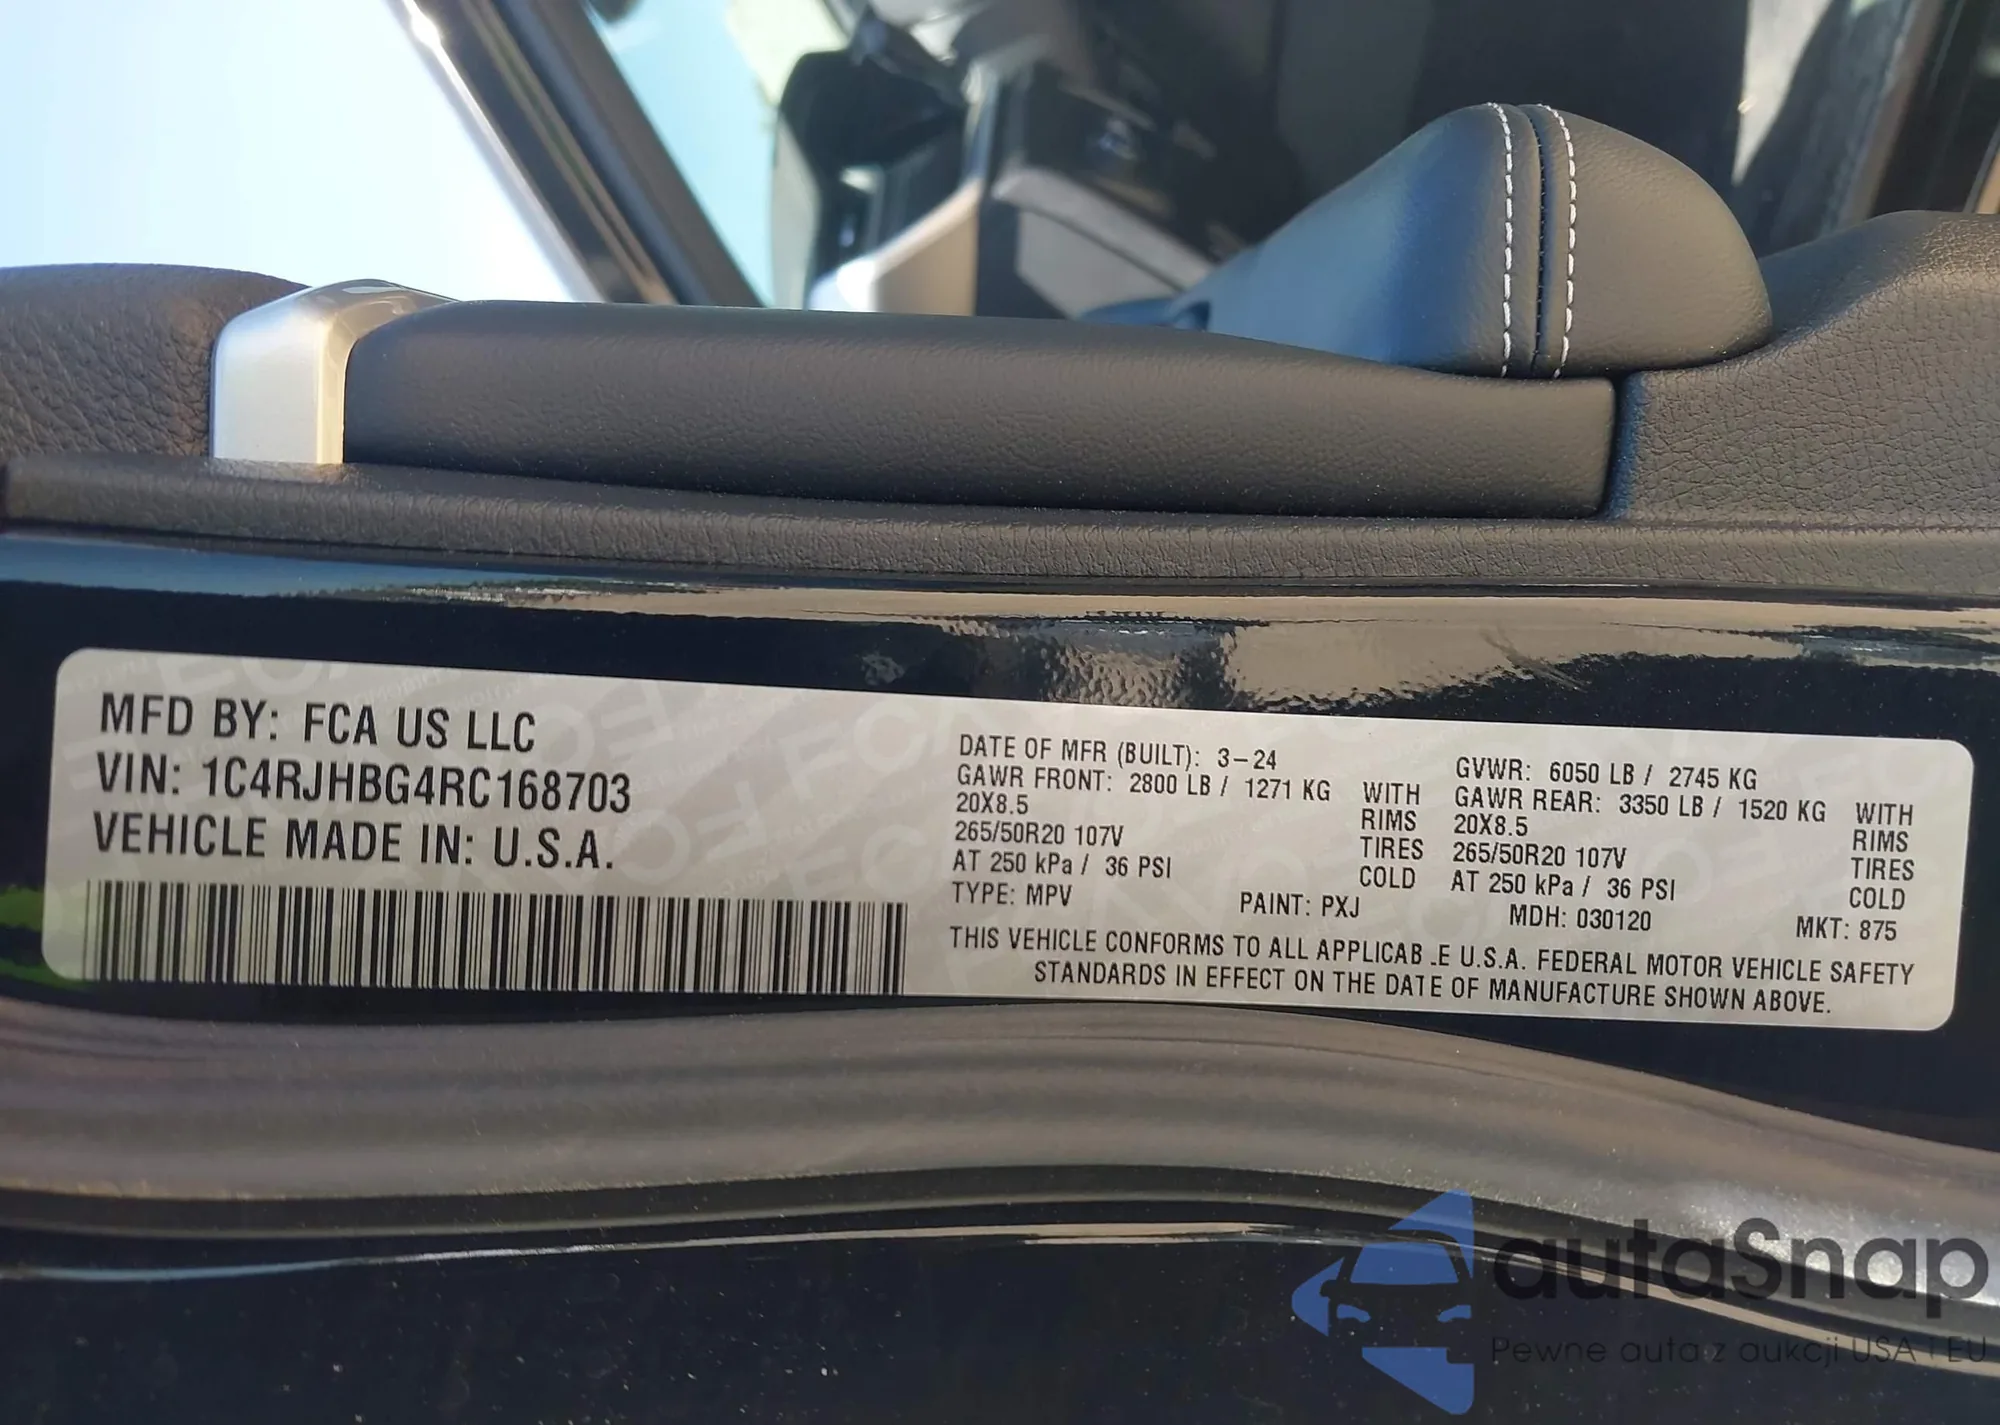 MFD BY: FCA US LLC
VIN: 1C4RJHBG4RC168703
VEHICLE MADE IN: U.S.A.
DATE OF MFR (BUILT): 3-24
GAWR FRONT: 2800 LB / 1271 KG WITH
20X8.5 RIMS
265/50R20 107V TIRES
AT 250 kPa / 36 PSI COLD
GVWR: 6050 LB / 2745 KG
GAWR REAR: 3350 LB / 1520 KG WITH
20X8.5 RIMS
265/50R20 107V TIRES
AT 250 kPa / 36 PSI COLD
TYPE: MPV PAINT: PXJ MDH: 030120 MKT: 875
THIS VEHICLE CONFORMS TO ALL APPLICAB_E U.S.A. FEDERAL MOTOR VEHICLE SAFETY
STANDARDS IN EFFECT ON THE DATE OF MANUFACTURE SHOWN ABOVE.
autaSnap
Pewne auta z aukcji USA i EU